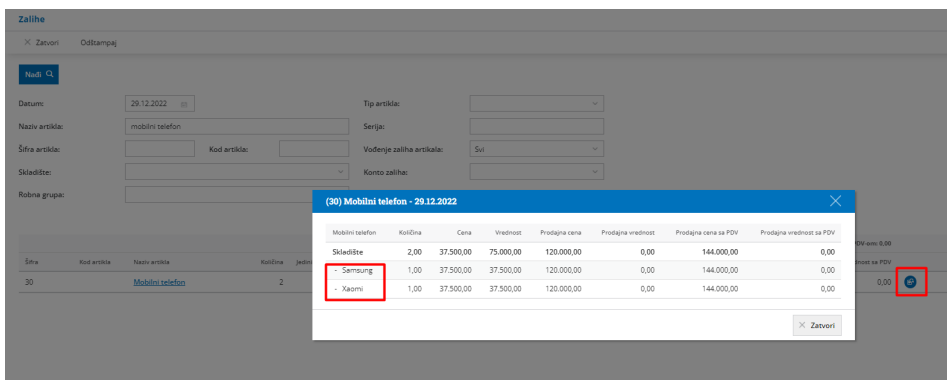 Zalihe
Zatvori Odštampaj
Nađi
Datum: 29.12.2022 Tip artikla:
Naziv artikla: mobilni telefon Serija:
Šifra artikla: Kod artikla: Vođenje zaliha artikala: Svi
Skladište: Konto zaliha:
Robna grupa:
(30) Mobilni telefon - 29.12.2022
Mobilni telefon Količina Cena Vrednost Prodajna cena Prodajna vrednost Prodajna cena sa PDV Prodajna vrednost sa PDV
Skladište 2,00 37.500,00 75.000,00 120.000,00 0,00 144.000,00 0,00
- Samsung 1,00 37.500,00 37.500,00 120.000,00 0,00 144.000,00 0,00
- Xaomi 1,00 37.500,00 37.500,00 120.000,00 0,00 144.000,00 0,00
PDV-om: 0,00
Šifra Kod artikla Naziv artikla Količina sa PDV
30 Mobilni telefon 2 0,00
Zatvori